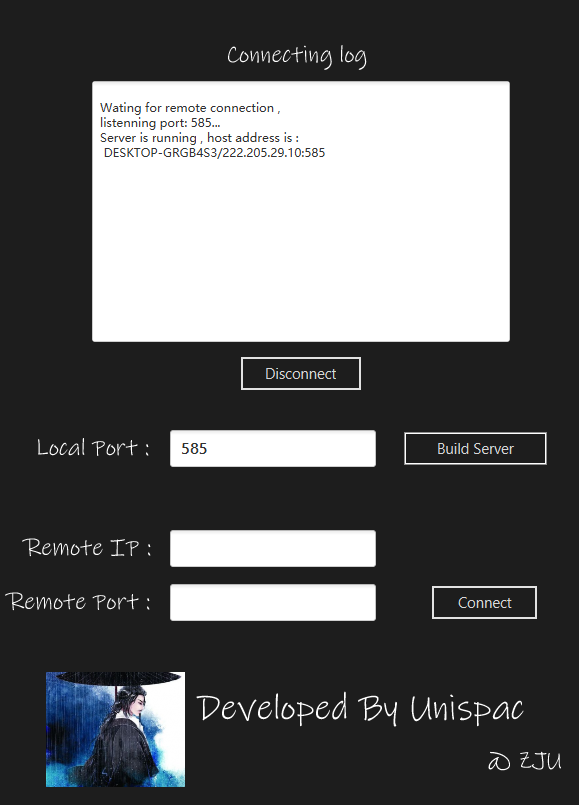 Connecting log
Wating for remote connection ,
listenning port: 585...
Server is running , host address is :
DESKTOP-GRGB4S3/222.205.29.10:585
Disconnect
Local Port : 585 Build Server
Remote IP :
Remote Port : Connect
Developed By Unispac
@ ZJU